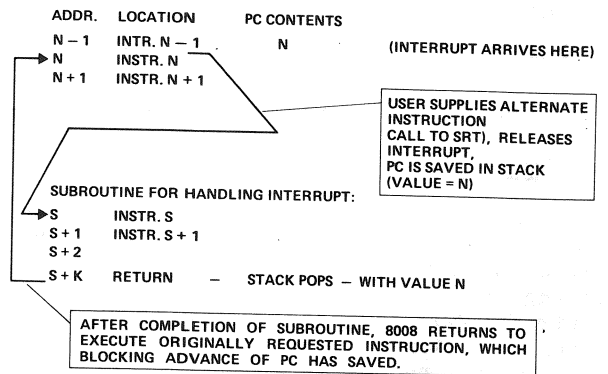 ADDR. LOCATION PC CONTENTS
N – 1 INTR. N – 1 N (INTERRUPT ARRIVES HERE)
N INSTR. N
N + 1 INSTR. N + 1
USER SUPPLIES ALTERNATE
INSTRUCTION
CALL TO SRT), RELEASES
INTERRUPT,
PC IS SAVED IN STACK
(VALUE = N)
SUBROUTINE FOR HANDLING INTERRUPT:
S INSTR. S
S + 1 INSTR. S + 1
S + 2
S + K RETURN – STACK POPS – WITH VALUE N
AFTER COMPLETION OF SUBROUTINE, 8008 RETURNS TO
EXECUTE ORIGINALLY REQUESTED INSTRUCTION, WHICH
BLOCKING ADVANCE OF PC HAS SAVED.